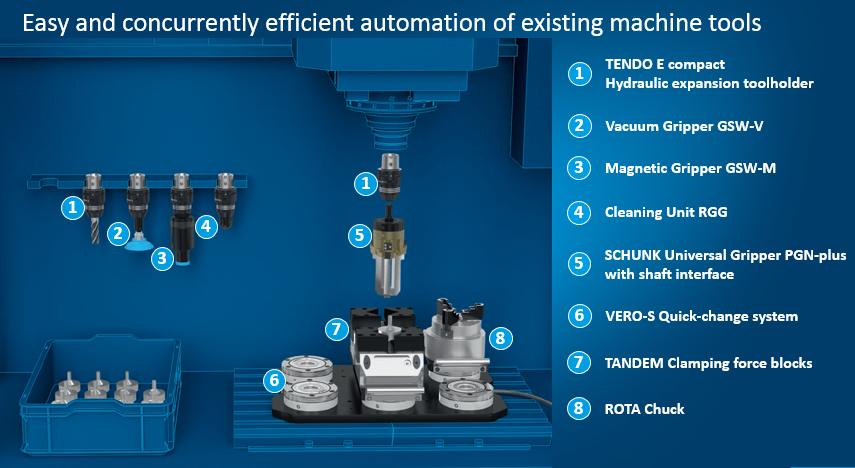 Easy and concurrently efficient automation of existing machine tools
1 TENDO E compact
Hydraulic expansion toolholder
2 Vacuum Gripper GSW-V
3 Magnetic Gripper GSW-M
4 Cleaning Unit RGG
5 SCHUNK Universal Gripper PGN-plus
with shaft interface
6 VERO-S Quick-change system
7 TANDEM Clamping force blocks
8 ROTA Chuck
1
1
2
4
3
5
7
8
6